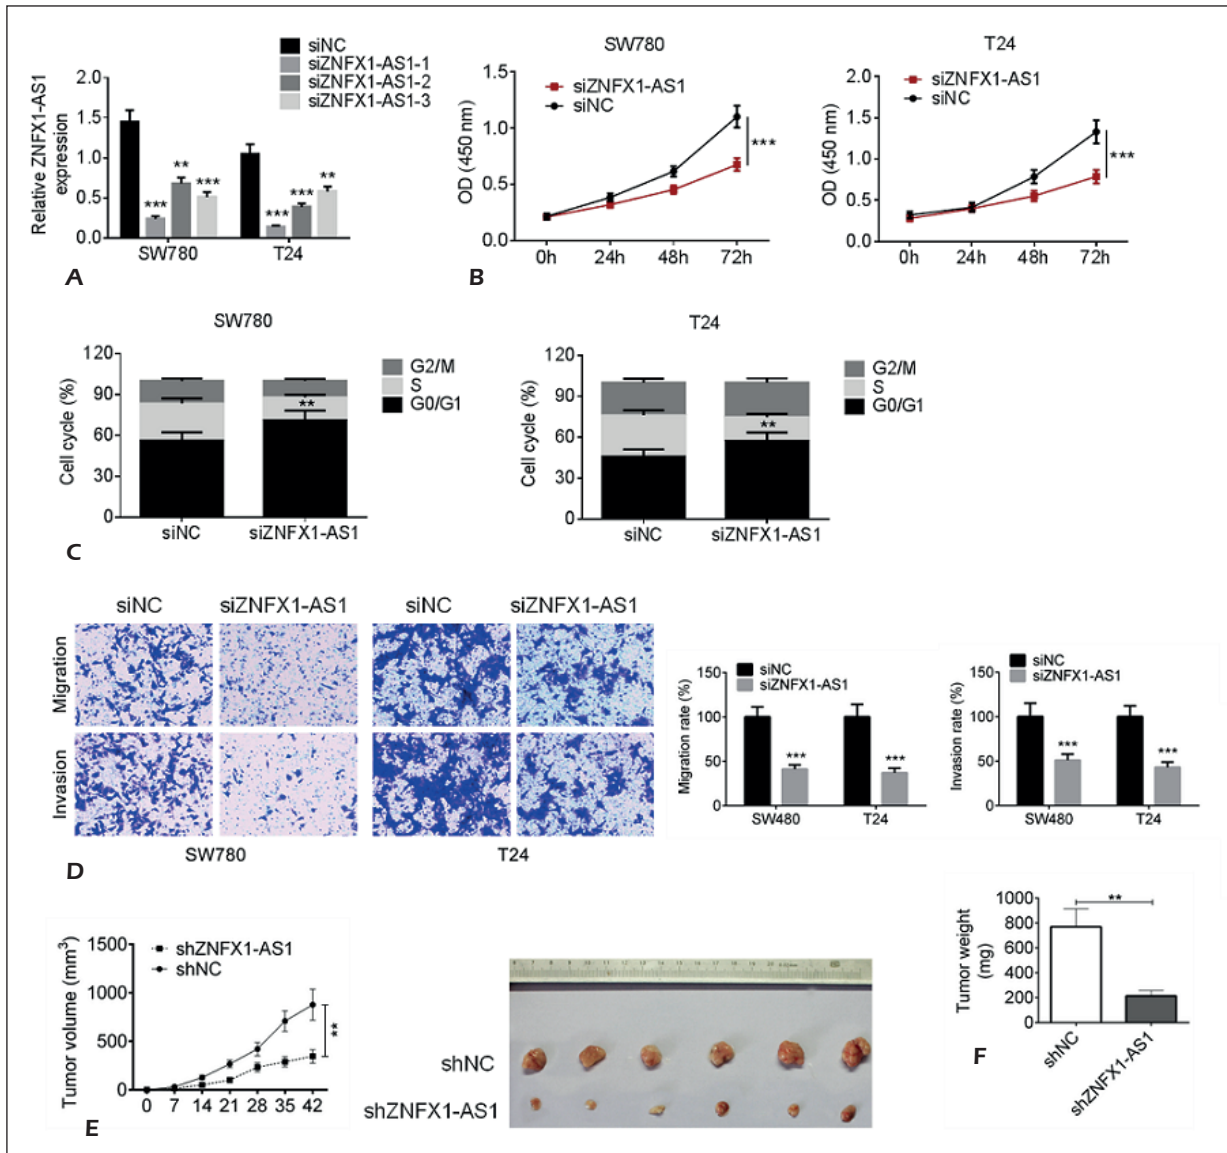 siNC
siZNFX1-AS1-1
siZNFX1-AS1-2
siZNFX1-AS1-3
Relative ZNFX1-AS1
expression
2.0
1.5
1.0
0.5
0.0
***
**
***
***
***
**
SW780
T24
A
SW780
siZNFX1-AS1
siNC
OD (450 nm)
1.5
1.0
0.5
0.0
***
0h
24h
48h
72h
B
T24
siZNFX1-AS1
siNC
OD (450 nm)
2.0
1.5
1.0
0.5
0.0
***
0h
24h
48h
72h
SW780
Cell cycle (%)
120
90
60
30
0
**
G2/M
S
G0/G1
siNC
siZNFX1-AS1
C
T24
Cell cycle (%)
120
90
60
30
0
**
G2/M
S
G0/G1
siNC
siZNFX1-AS1
siNC
siZNFX1-AS1
siNC
siZNFX1-AS1
Migration
Invasion
SW780
T24
D
siNC
siZNFX1-AS1
Migration rate (%)
150
100
50
0
***
***
SW480
T24
siNC
siZNFX1-AS1
Invasion rate (%)
150
100
50
0
***
***
SW480
T24
Tumor volume (mm³)
1500
1000
500
0
shZNFX1-AS1
shNC
**
0
7
14
21
28
35
42
E
shNC
shZNFX1-AS1
Tumor weight
(mg)
1000
800
600
400
200
0
**
shNC
shZNFX1-AS1
F